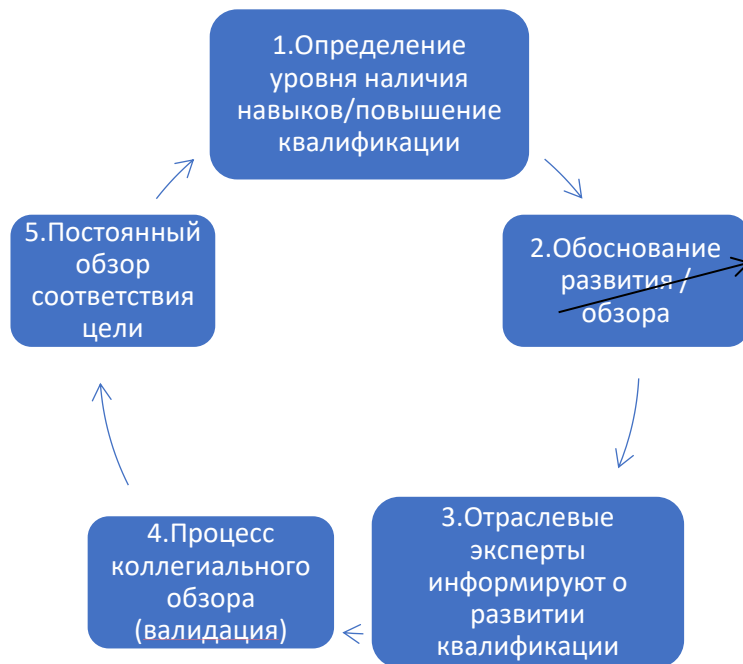 1.Определение
уровня наличия
навыков/повышение
квалификации
2.Обоснование
развития /
обзора
3.Отраслевые
эксперты
информируют о
развитии
квалификации
4.Процесс
коллегиального
обзора
(валидация)
5.Постоянный
обзор
соответствия
цели